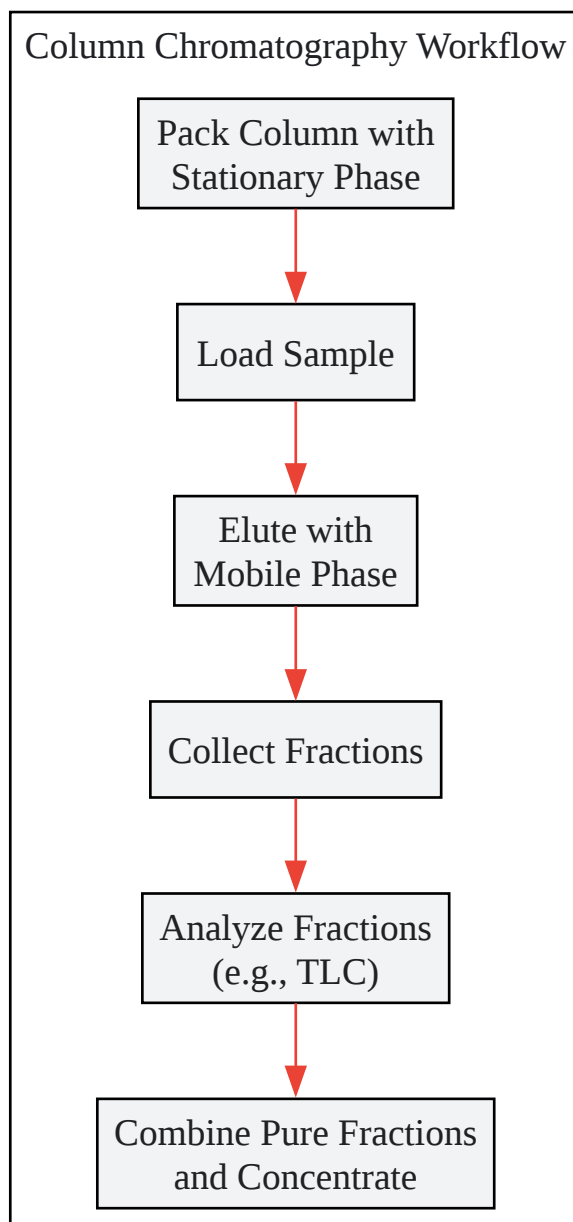 Column Chromatography Workflow
Pack Column with
Stationary Phase
Load Sample
Elute with
Mobile Phase
Collect Fractions
Analyze Fractions
(e.g., TLC)
Combine Pure Fractions
and Concentrate